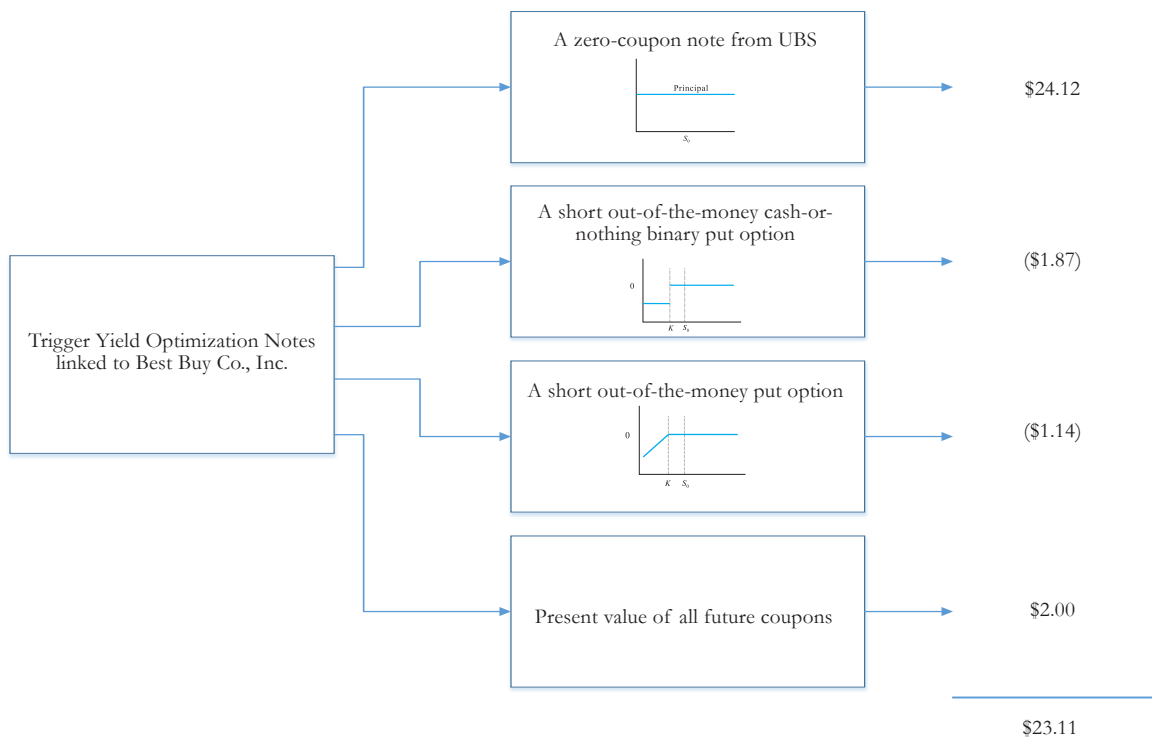 A zero-coupon note from UBS
Principal
S0
$24.12
A short out-of-the-money cash-or-
nothing binary put option
0
K
S0
($1.87)
Trigger Yield Optimization Notes
linked to Best Buy Co., Inc.
A short out-of-the-money put option
0
K
S0
($1.14)
Present value of all future coupons
$2.00
$23.11